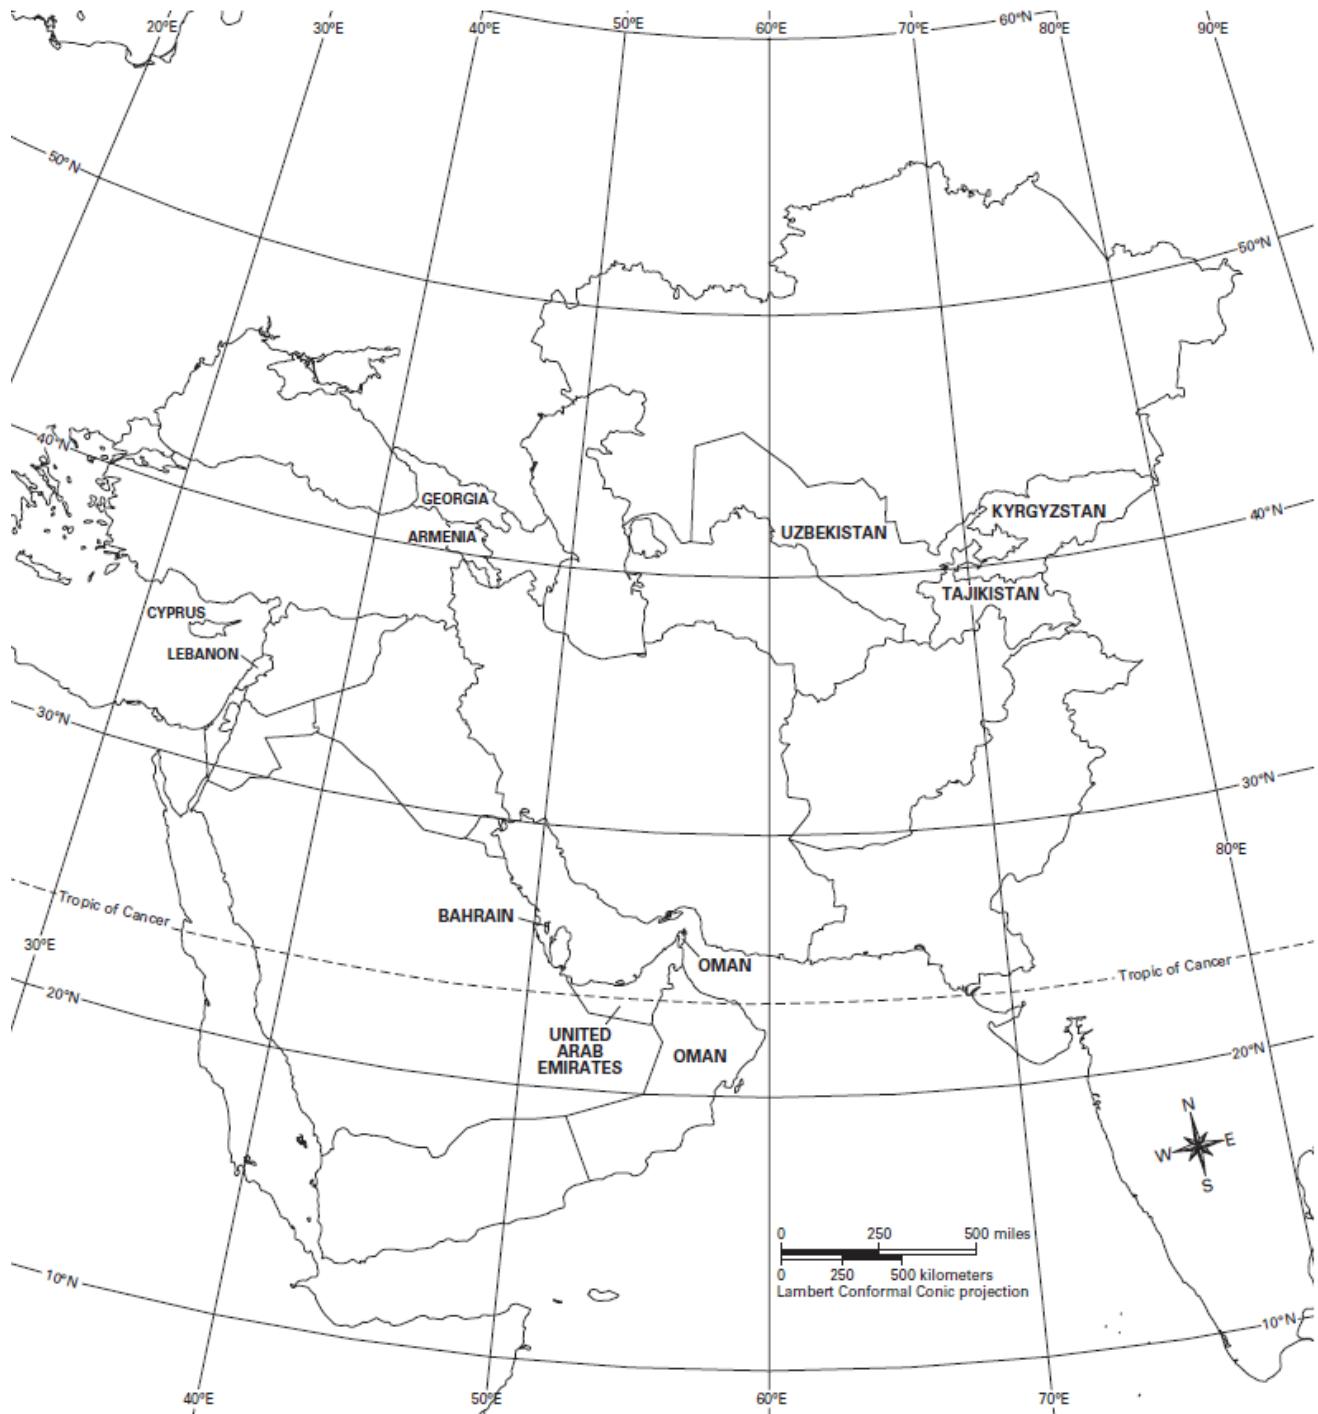 20°E
30°E
40°E
50°E
60°E
70°E
60°N
80°E
90°E
50°N
50°N
40°N
GEORGIA
ARMENIA
UZBEKISTAN
KYRGYZSTAN
40°N
TAJIKISTAN
CYPRUS
LEBANON
30°N
30°N
80°E
Tropic of Cancer
BAHRAIN
OMAN
30°E
Tropic of Cancer
20°N
UNITED
ARAB
EMIRATES
OMAN
20°N
N
W
E
S
0 250 500 miles
0 250 500 kilometers
Lambert Conformal Conic projection
10°N
10°N
40°E
50°E
60°E
70°E